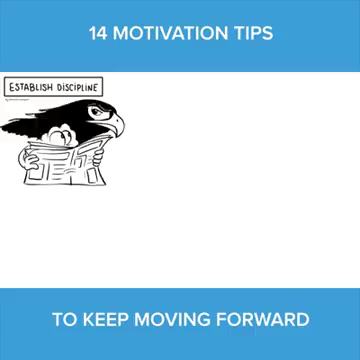 14 MOTIVATION TIPS
ESTABLISH DISCIPLINE
TO KEEP MOVING FORWARD